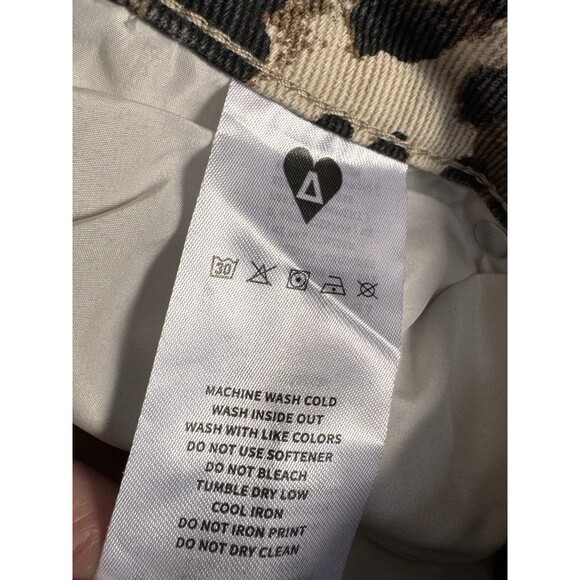 Δ
30
MACHINE WASH COLD
WASH INSIDE OUT
WASH WITH LIKE COLORS
DO NOT USE SOFTENER
DO NOT BLEACH
TUMBLE DRY LOW
COOL IRON
DO NOT IRON PRINT
DO NOT DRY CLEAN